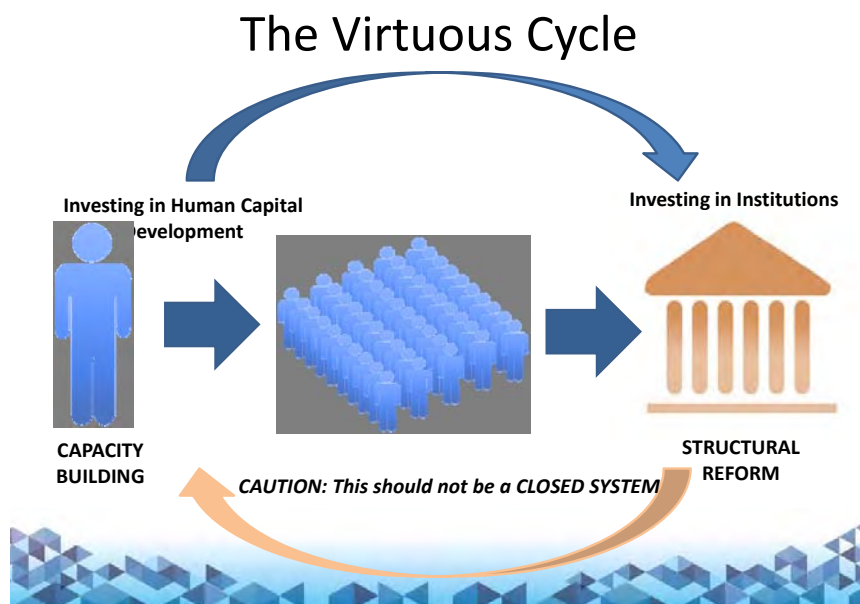 The Virtuous Cycle
Investing in Human Capital
Development
Investing in Institutions
CAPACITY
BUILDING
STRUCTURAL
REFORM
CAUTION: This should not be a CLOSED SYSTEM